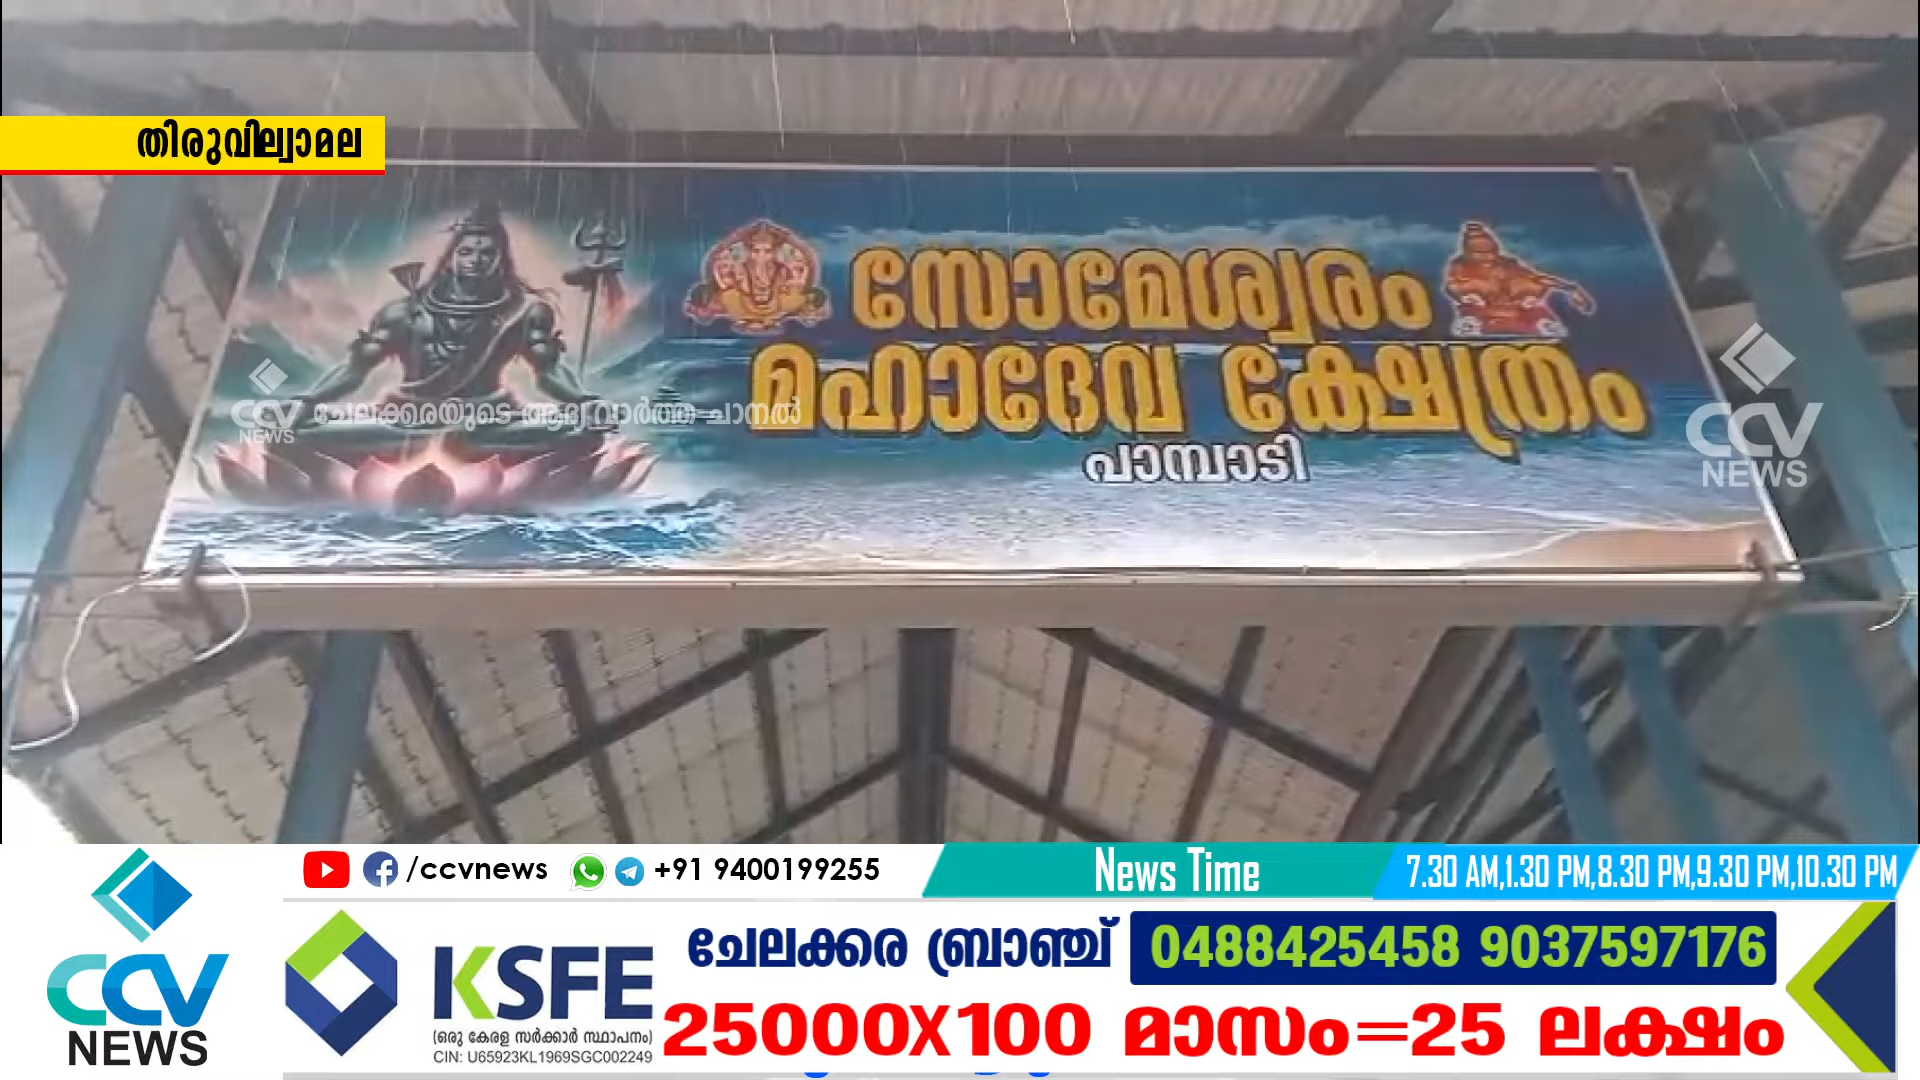 തിരുവില്വാമല
സോമേശ്വരം
മഹാദേവ ക്ഷേത്രം
പാമ്പാടി
CCV NEWS
ചേലക്കരയുടെ ആദ്യ വാർത്താ ചാനൽ
CCV NEWS
/ccvnews +91 9400199255
News Time
7.30 AM,1.30 PM,8.30 PM,9.30 PM,10.30 PM
CCV
NEWS
KSFE
(ഒരു കേരള സർക്കാർ സ്ഥാപനം)
CIN: U65923KL1969SGC002249
ചേലക്കര ബ്രാഞ്ച് 0488425458 9037597176
25000X100 മാസം=25 ലക്ഷം